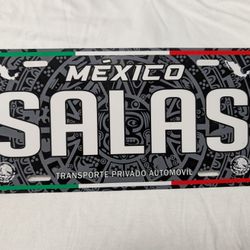 MÉXICO
SALAS
TRANSPORTE PRIVADO AUTOMOVIL